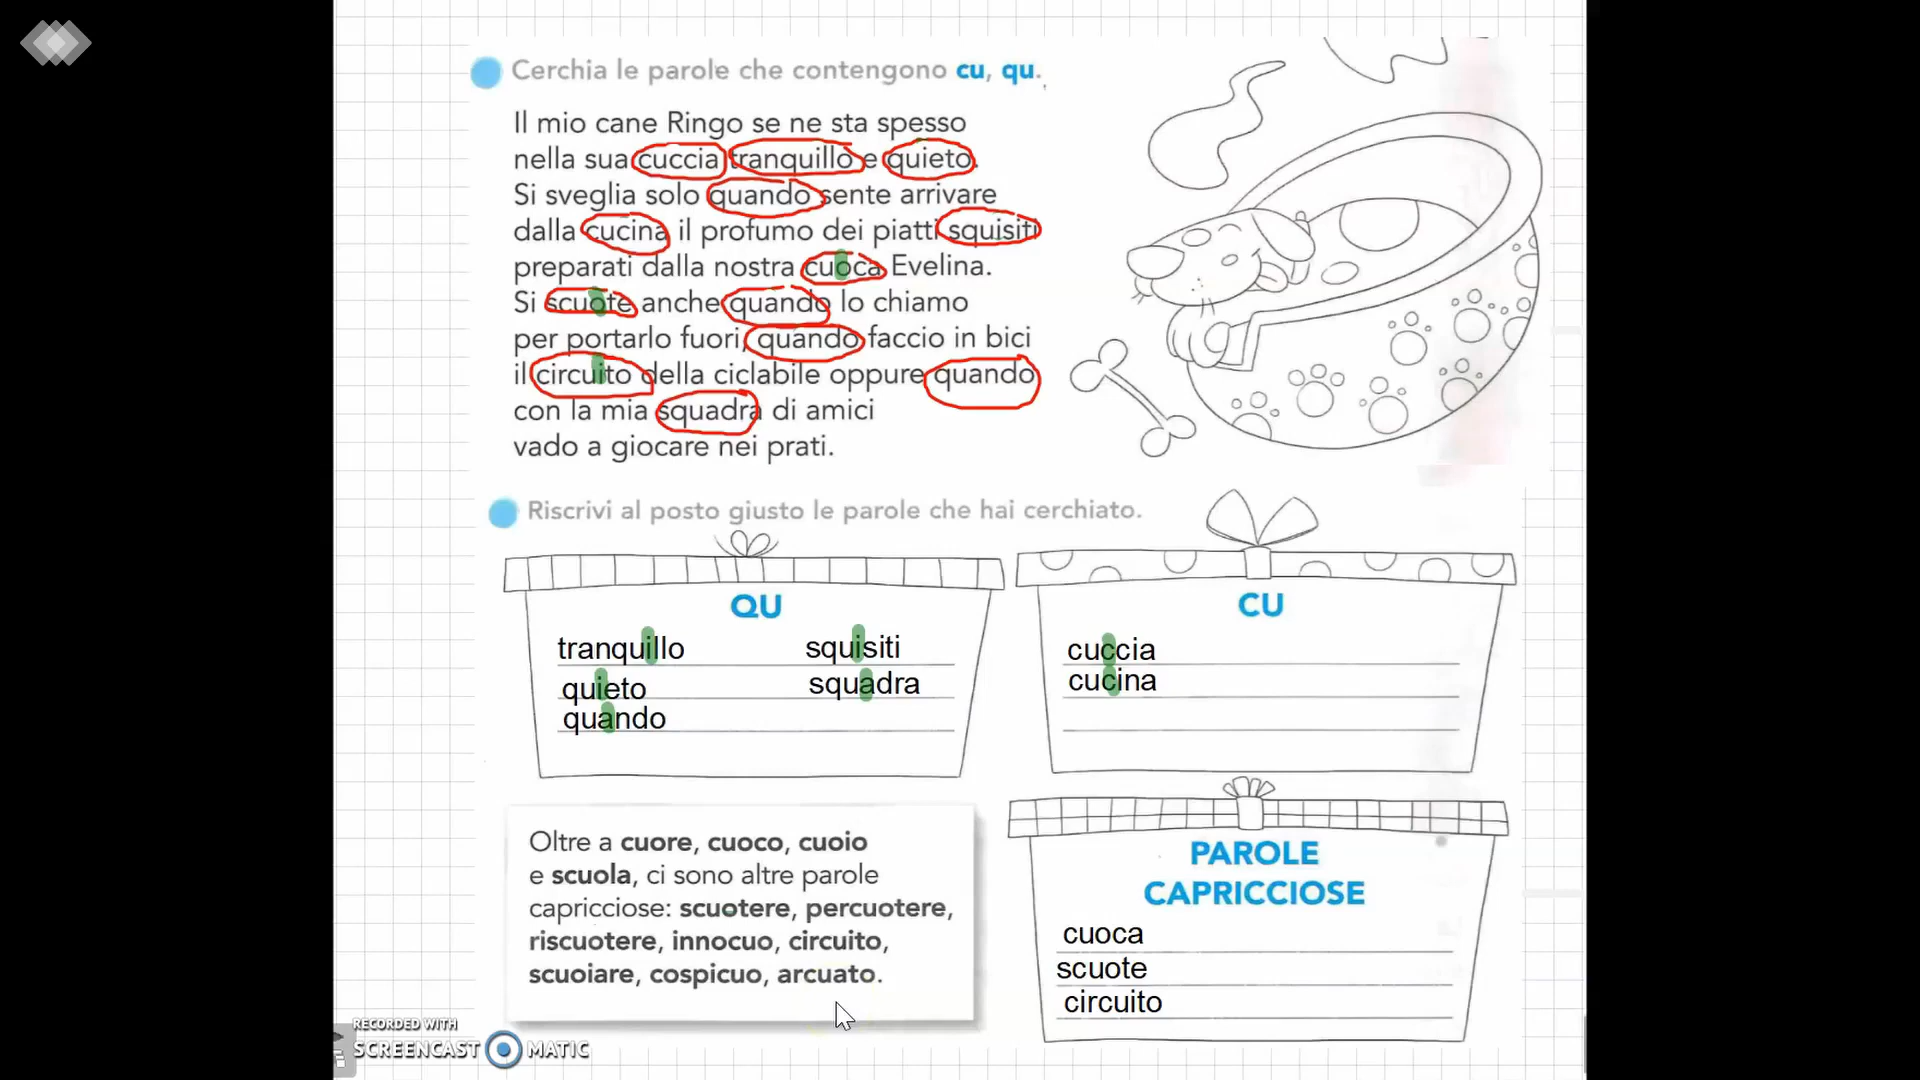 Cerchia le parole che contengono cu, qu.
Il mio cane Ringo se ne sta spesso
nella sua cuccia tranquillo e quieto.
Si sveglia solo quando sente arrivare
dalla cucina il profumo dei piatti squisiti
preparati dalla nostra cuoca Evelina.
Si scuote anche quando lo chiamo
per portarlo fuori, quando faccio in bici
il circuito della ciclabile oppure quando
con la mia squadra di amici
vado a giocare nei prati.
Riscrivi al posto giusto le parole che hai cerchiato.
QU
tranquillo squisiti
quieto squadra
quando
CU
cuccia
cucina
Oltre a cuore, cuoco, cuoio
e scuola, ci sono altre parole
capricciose: scuotere, percuotere,
riscuotere, innocuo, circuito,
scuoiare, cospicuo, arcuato.
PAROLE
CAPRICCIOSE
cuoca
scuote
circuito
RECORDED WITH
SCREENCAST MATIC